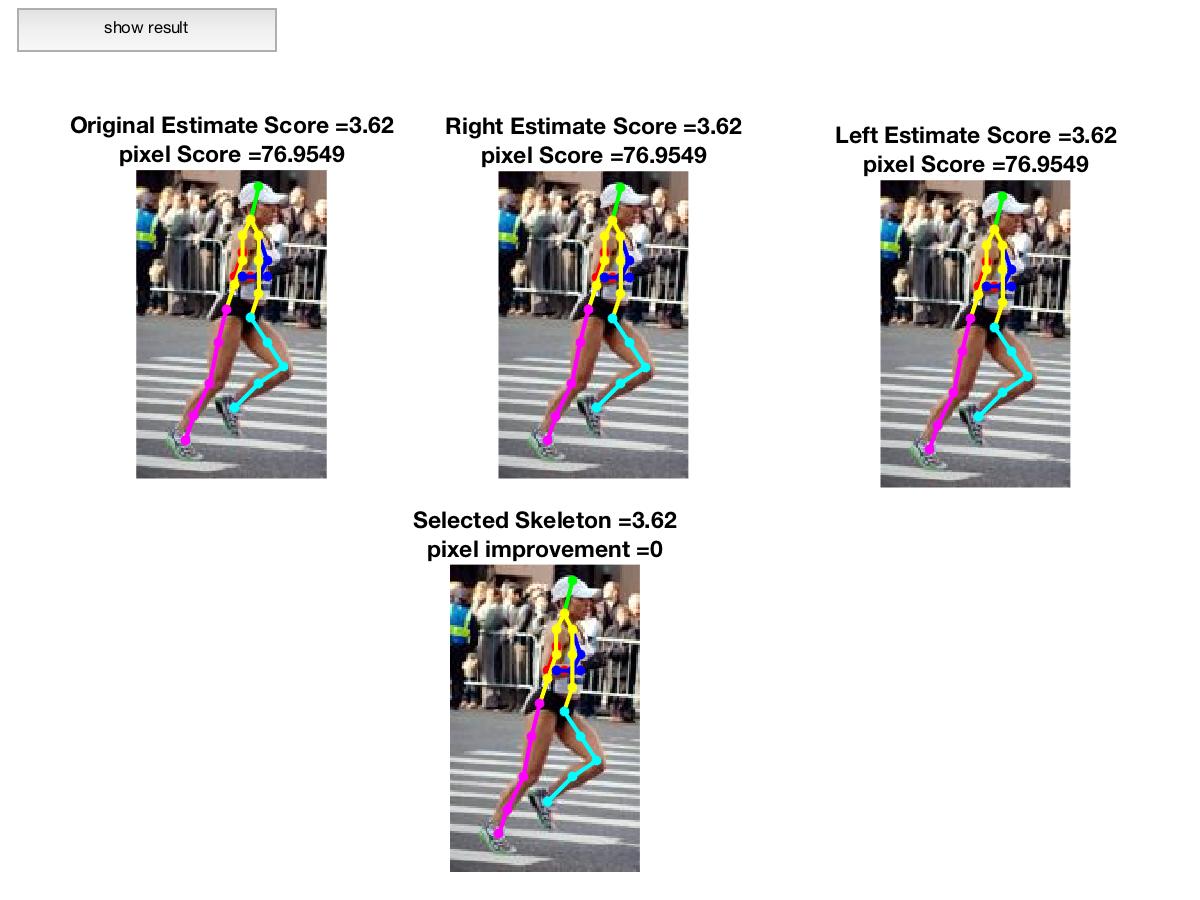 show result
Original Estimate Score =3.62
pixel Score =76.9549
Right Estimate Score =3.62
pixel Score =76.9549
Left Estimate Score =3.62
pixel Score =76.9549
Selected Skeleton =3.62
pixel improvement =0